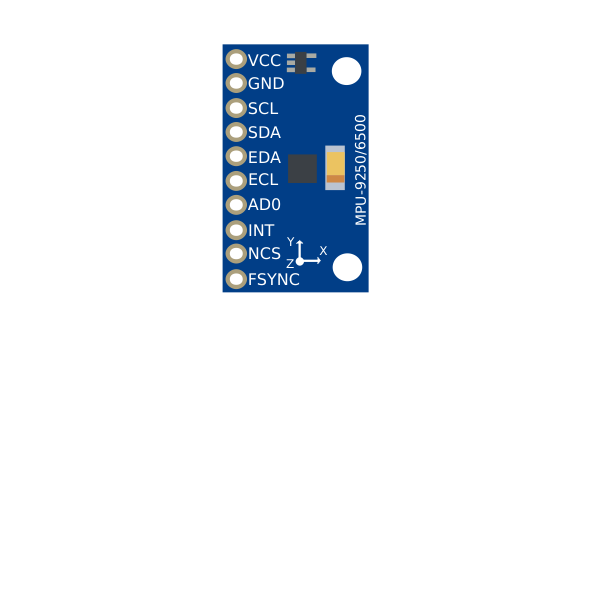 VCC
GND
SCL
SDA
EDA
ECL
AD0
INT
NCS
FSYNC
MPU-9250/6500
Y
X
Z